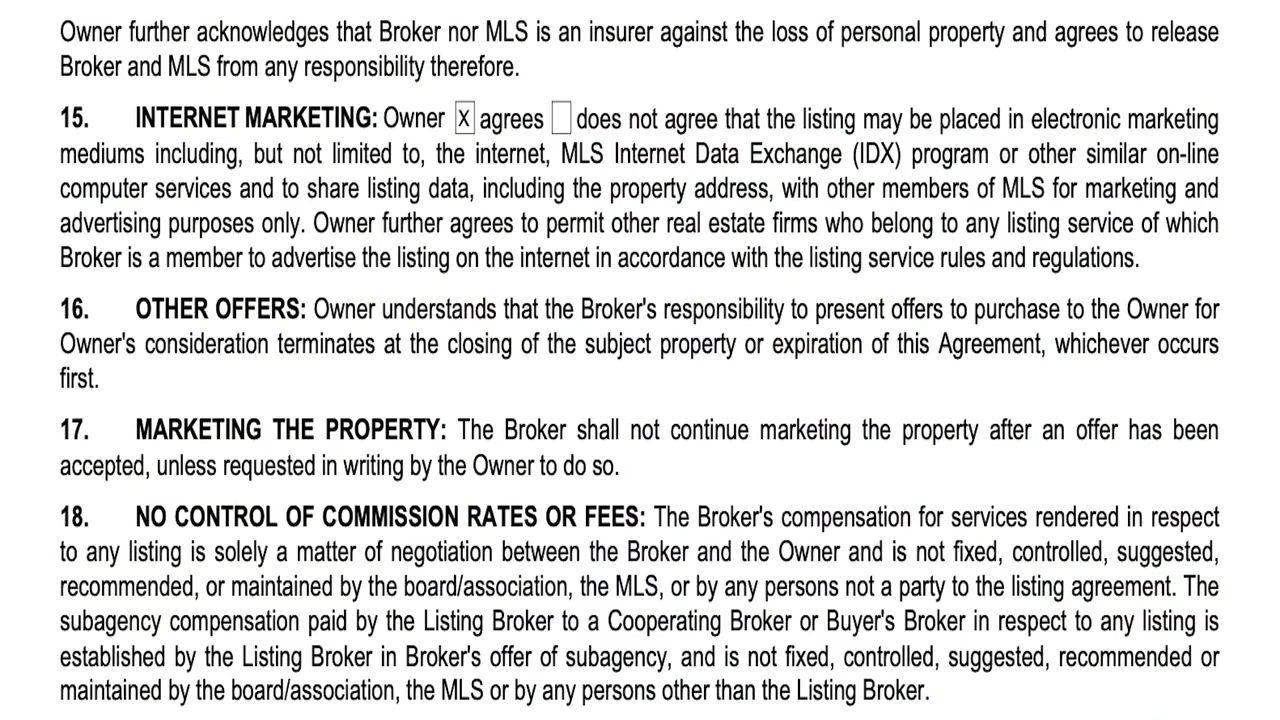 Owner further acknowledges that Broker nor MLS is an insurer against the loss of personal property and agrees to release
Broker and MLS from any responsibility therefore.
15. INTERNET MARKETING: Owner x agrees does not agree that the listing may be placed in electronic marketing
mediums including, but not limited to, the internet, MLS Internet Data Exchange (IDX) program or other similar on-line
computer services and to share listing data, including the property address, with other members of MLS for marketing and
advertising purposes only. Owner further agrees to permit other real estate firms who belong to any listing service of which
Broker is a member to advertise the listing on the internet in accordance with the listing service rules and regulations.
16. OTHER OFFERS: Owner understands that the Broker's responsibility to present offers to purchase to the Owner for
Owner's consideration terminates at the closing of the subject property or expiration of this Agreement, whichever occurs
first.
17. MARKETING THE PROPERTY: The Broker shall not continue marketing the property after an offer has been
accepted, unless requested in writing by the Owner to do so.
18. NO CONTROL OF COMMISSION RATES OR FEES: The Broker's compensation for services rendered in respect
to any listing is solely a matter of negotiation between the Broker and the Owner and is not fixed, controlled, suggested,
recommended, or maintained by the board/association, the MLS, or by any persons not a party to the listing agreement. The
subagency compensation paid by the Listing Broker to a Cooperating Broker or Buyer's Broker in respect to any listing is
established by the Listing Broker in Broker's offer of subagency, and is not fixed, controlled, suggested, recommended or
maintained by the board/association, the MLS or by any persons other than the Listing Broker.